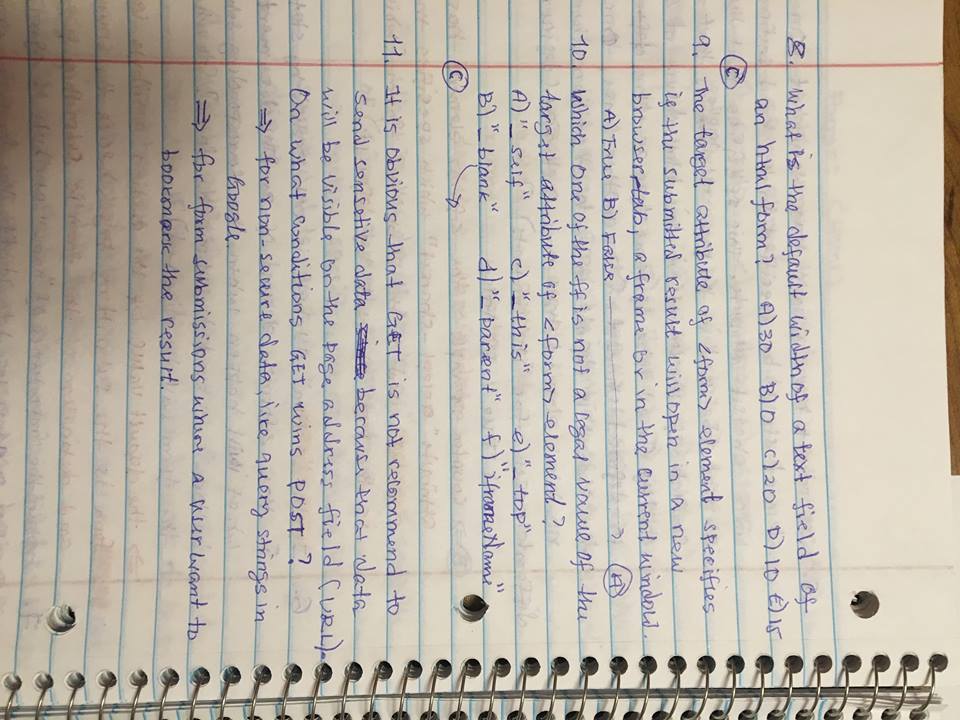 8. What is the default width of a text field of
an html form? A) 30 B) 0 C) 20 D) 10 E) 15
C
9. The target attribute of <form> element specifies
if the submitted result will open in a new
browser tab, a frame or in the current window.
A) True B) False A
10. Which one of the ff is not a legal value of the
target attribute of <form> element?
A) "_self" c) "_this" e) "_top"
B) "_blank" d) "_parent" f) "iframeName"
C
11. It is obvious that GET is not recommend to
send sensetive data because that data
will be visible on the page address field (URL).
On what conditions GET wins POST?
⇒ for non-secure data, like query strings in
Google.
⇒ for form submissions where a user want to
bookmark the result.